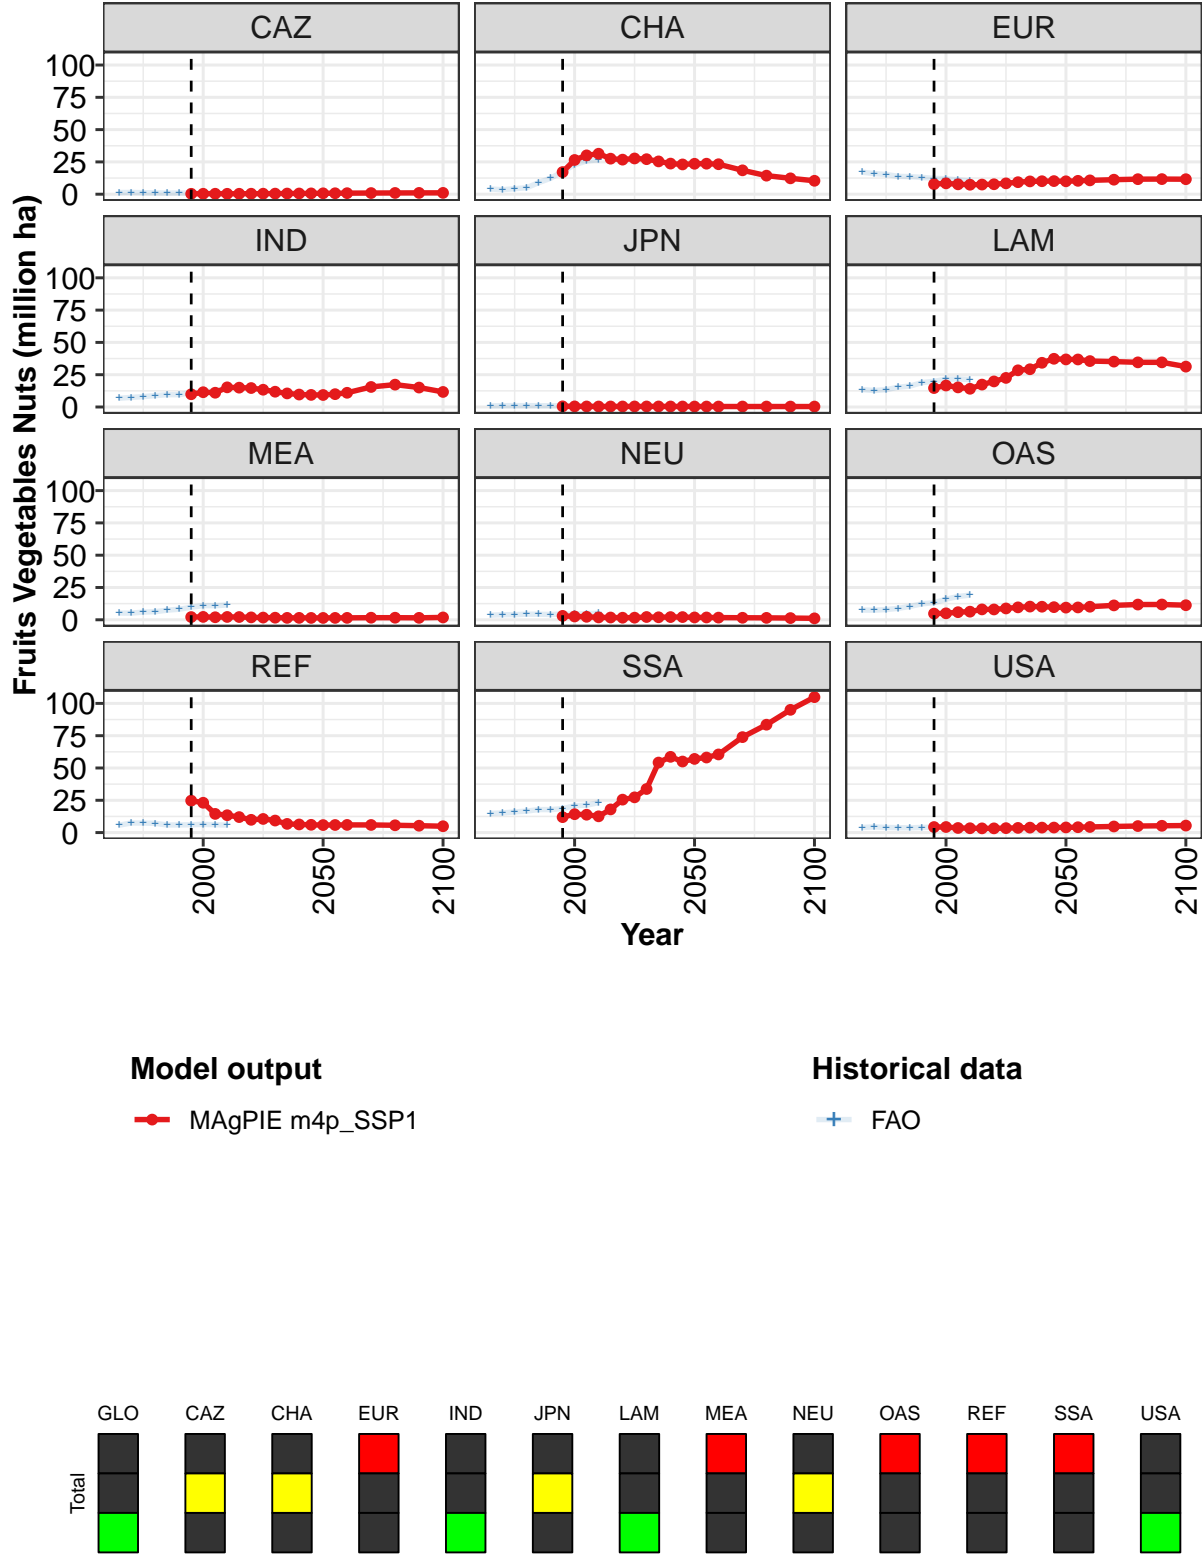 CAZ CHA EUR
100
75
50
25
0
IND JPN LAM
100
75
50
25
0
MEA NEU OAS
100
75
50
25
0
REF SSA USA
100
75
50
25
0
Fruits Vegetables Nuts (million ha)
2000 2050 2100 2000 2050 2100 2000 2050 2100
Year
Model output Historical data
MAgPIE m4p_SSP1 FAO
GLO CAZ CHA EUR IND JPN LAM MEA NEU OAS REF SSA USA
Total